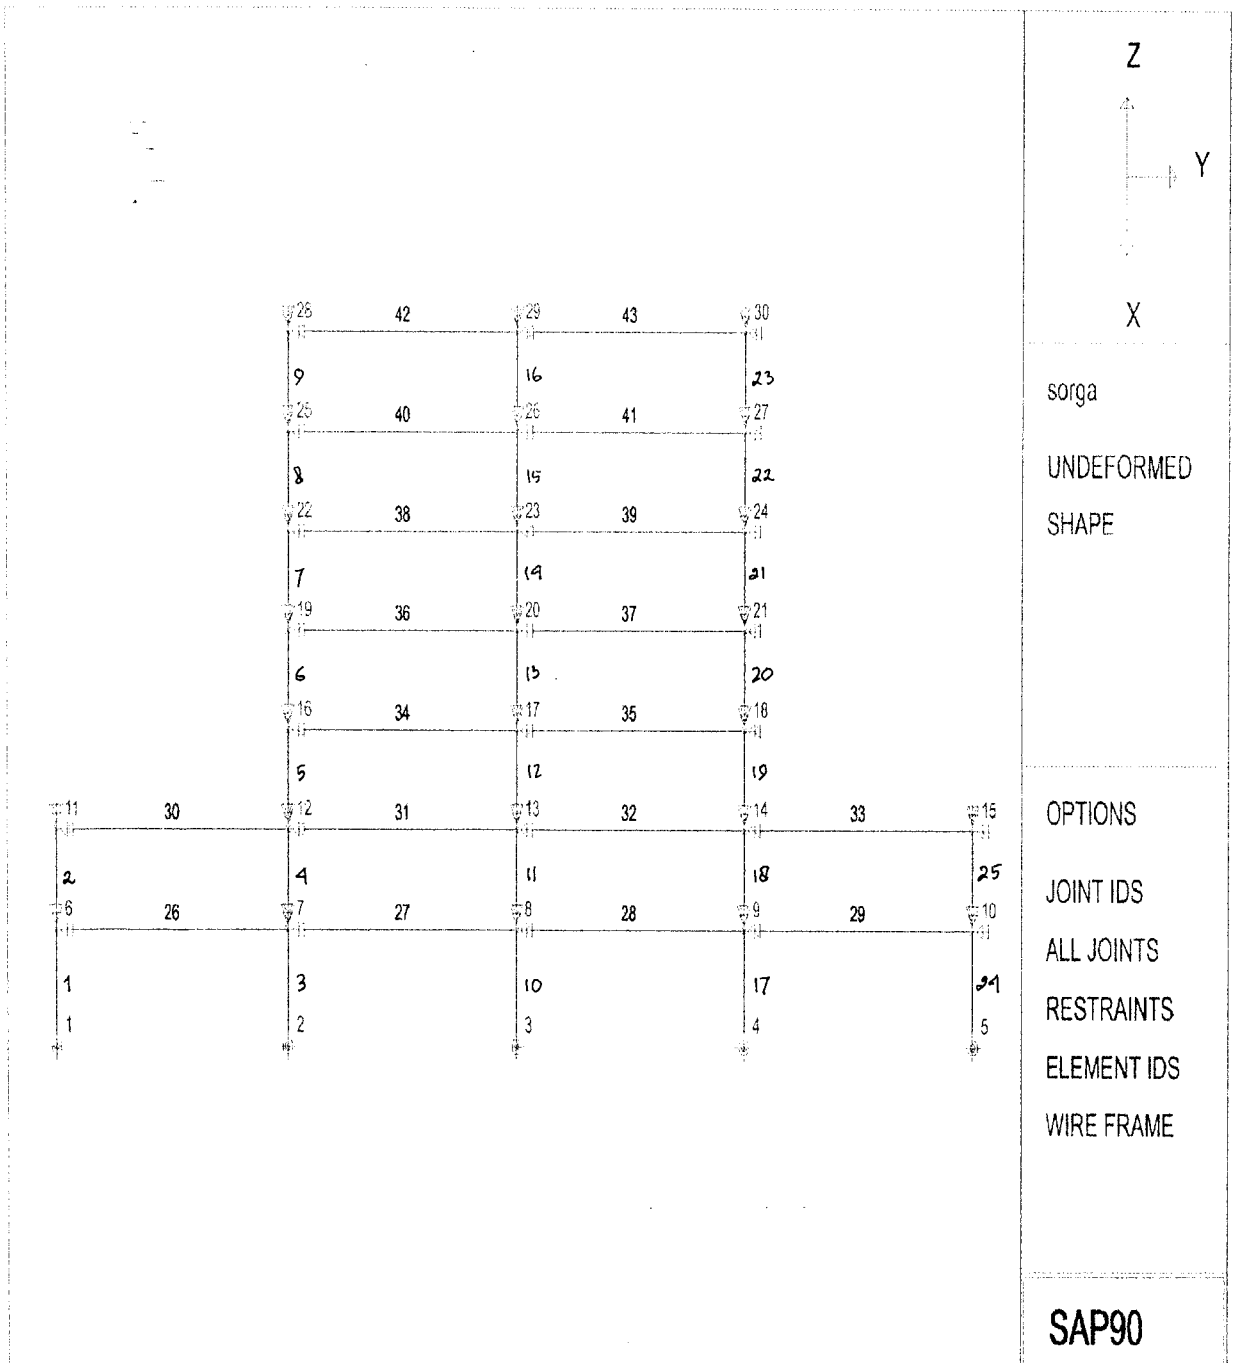 Z
Y
X
28 42 29 43 30
9 16 23
25 40 26 41 27
8 15 22
22 38 23 39 24
7 14 21
19 36 20 37 21
6 13 20
16 34 17 35 18
5 12 19
11 30 12 31 13 32 14 33 15
2 4 11 18 25
6 26 7 27 8 28 9 29 10
1 3 10 17 24
1 2 3 4 5
sorga
UNDEFORMED
SHAPE
OPTIONS
JOINT IDS
ALL JOINTS
RESTRAINTS
ELEMENT IDS
WIRE FRAME
SAP90